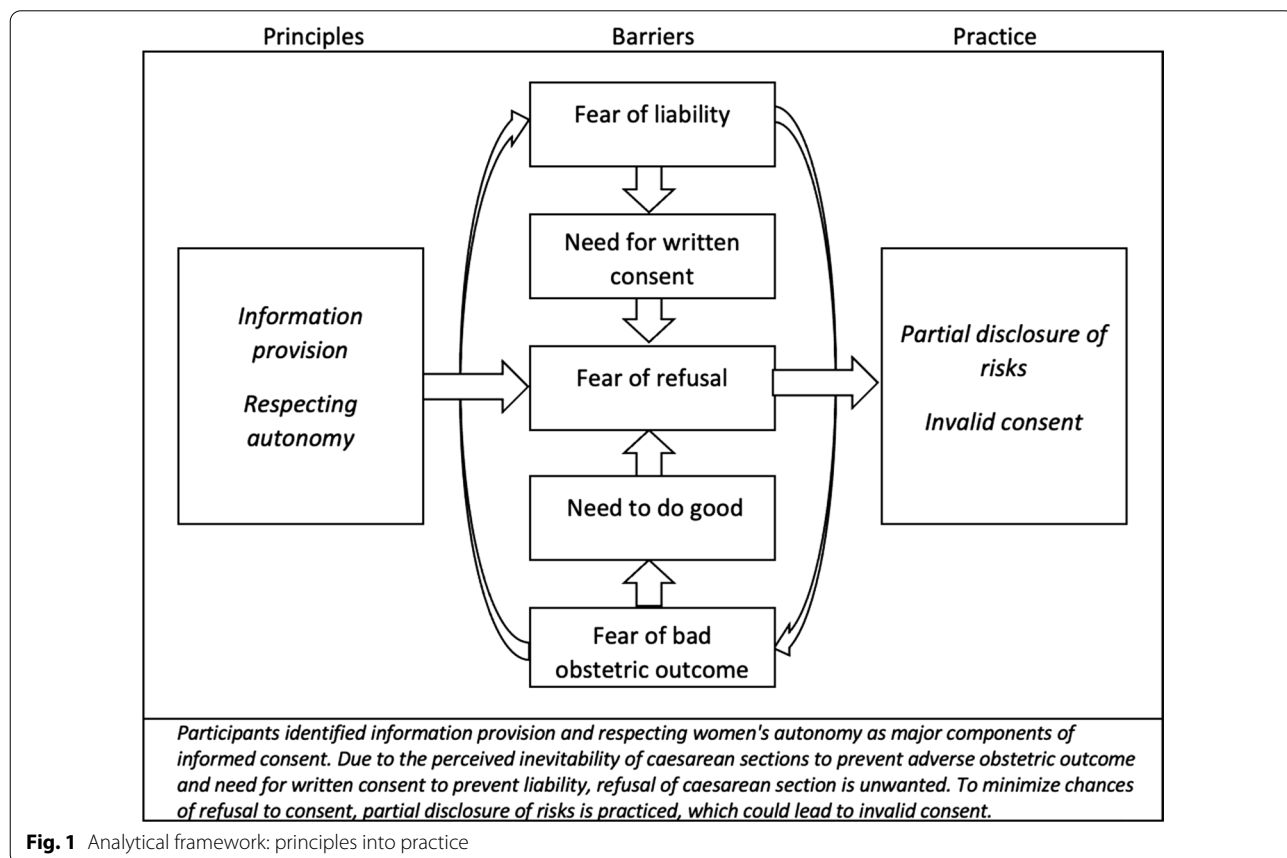 Principles Barriers Practice
Fear of liability
Need for written
consent
Information
provision
Respecting
autonomy
Fear of refusal
Partial disclosure of
risks
Invalid consent
Need to do good
Fear of bad
obstetric outcome
Participants identified information provision and respecting women's autonomy as major components of
informed consent. Due to the perceived inevitability of caesarean sections to prevent adverse obstetric outcome
and need for written consent to prevent liability, refusal of caesarean section is unwanted. To minimize chances
of refusal to consent, partial disclosure of risks is practiced, which could lead to invalid consent.
Fig. 1 Analytical framework: principles into practice